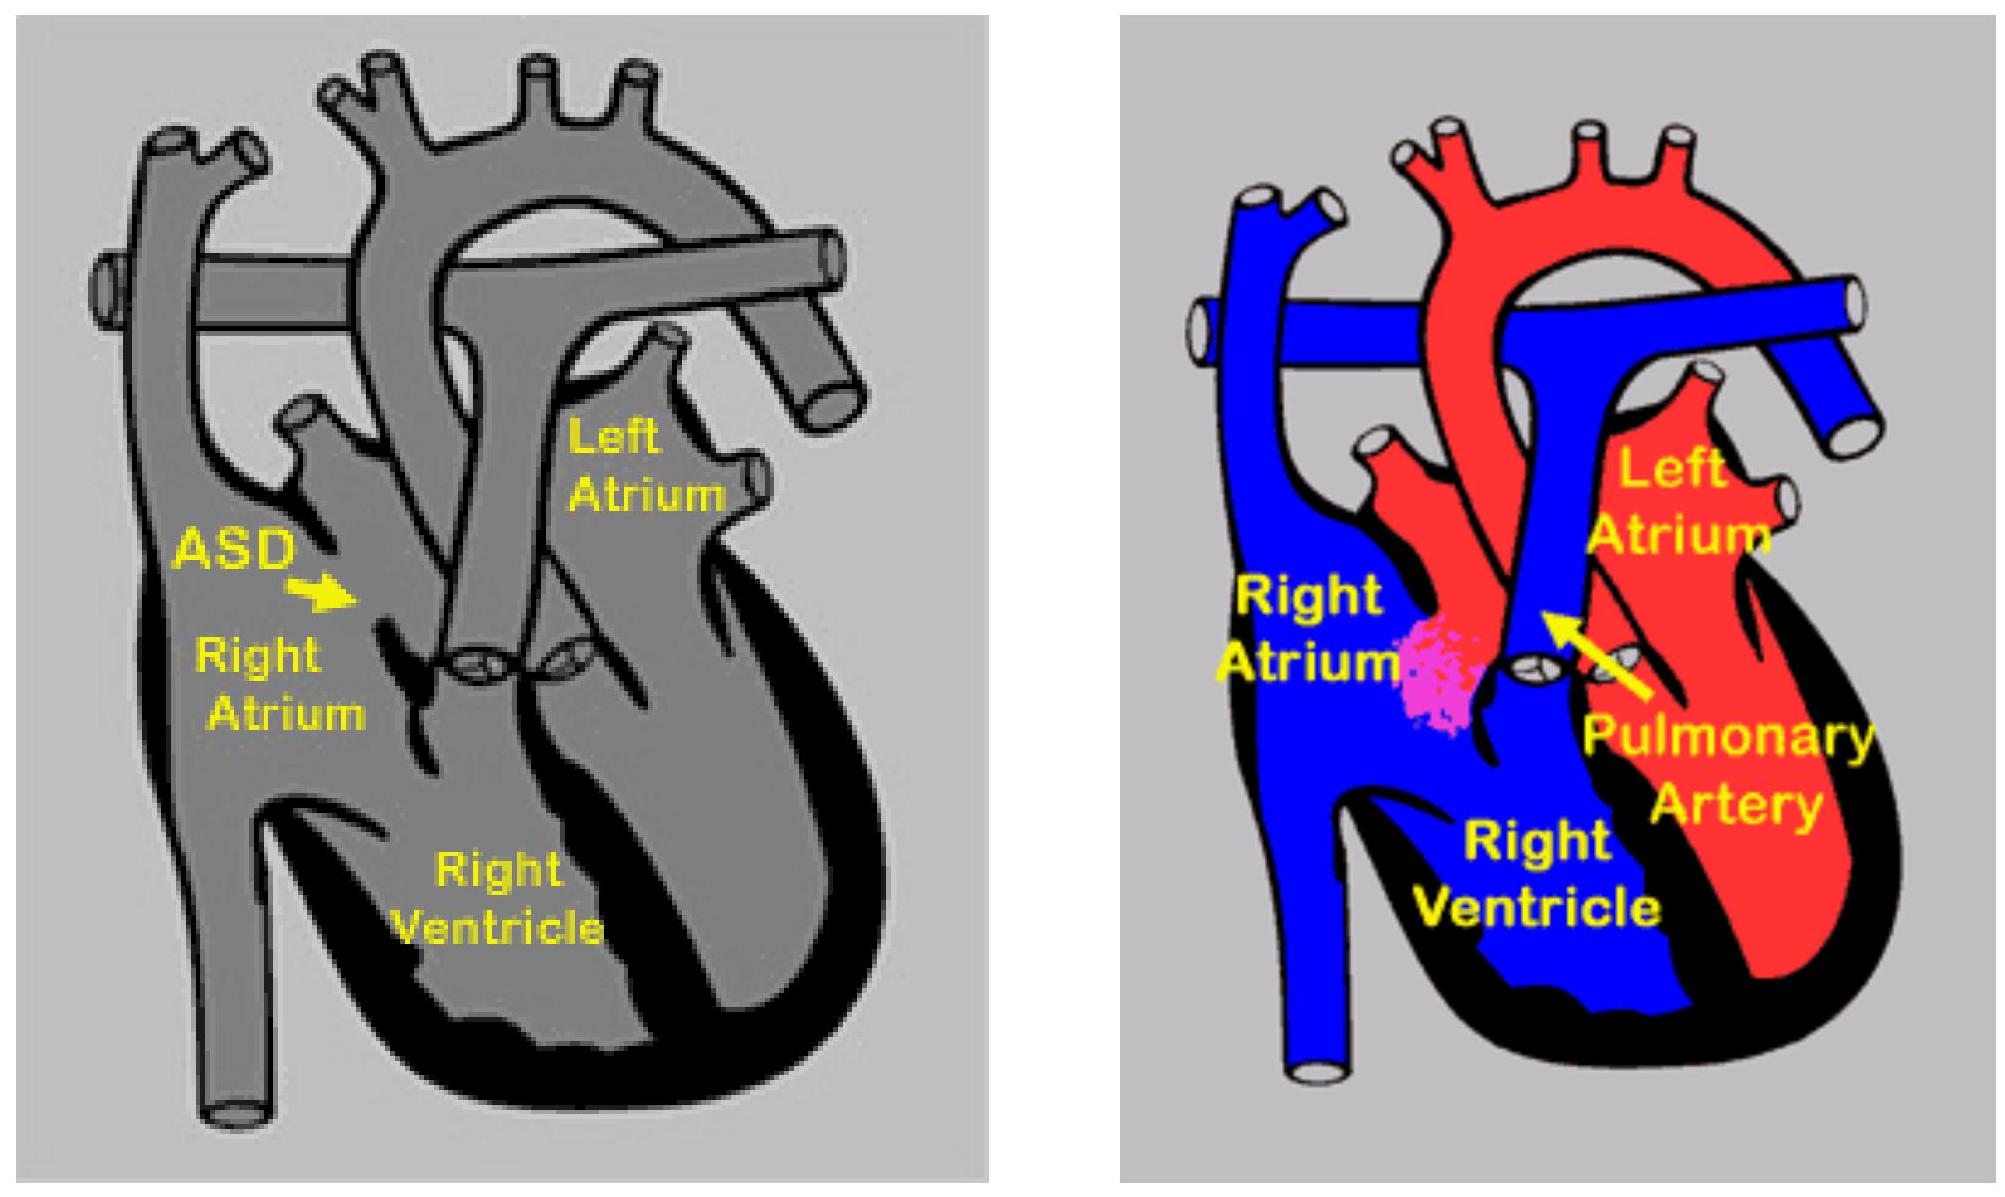 Left
Atrium
ASD
Right
Atrium
Right
Ventricle
Left
Atrium
Right
Atrium
Pulmonary
Artery
Right
Ventricle